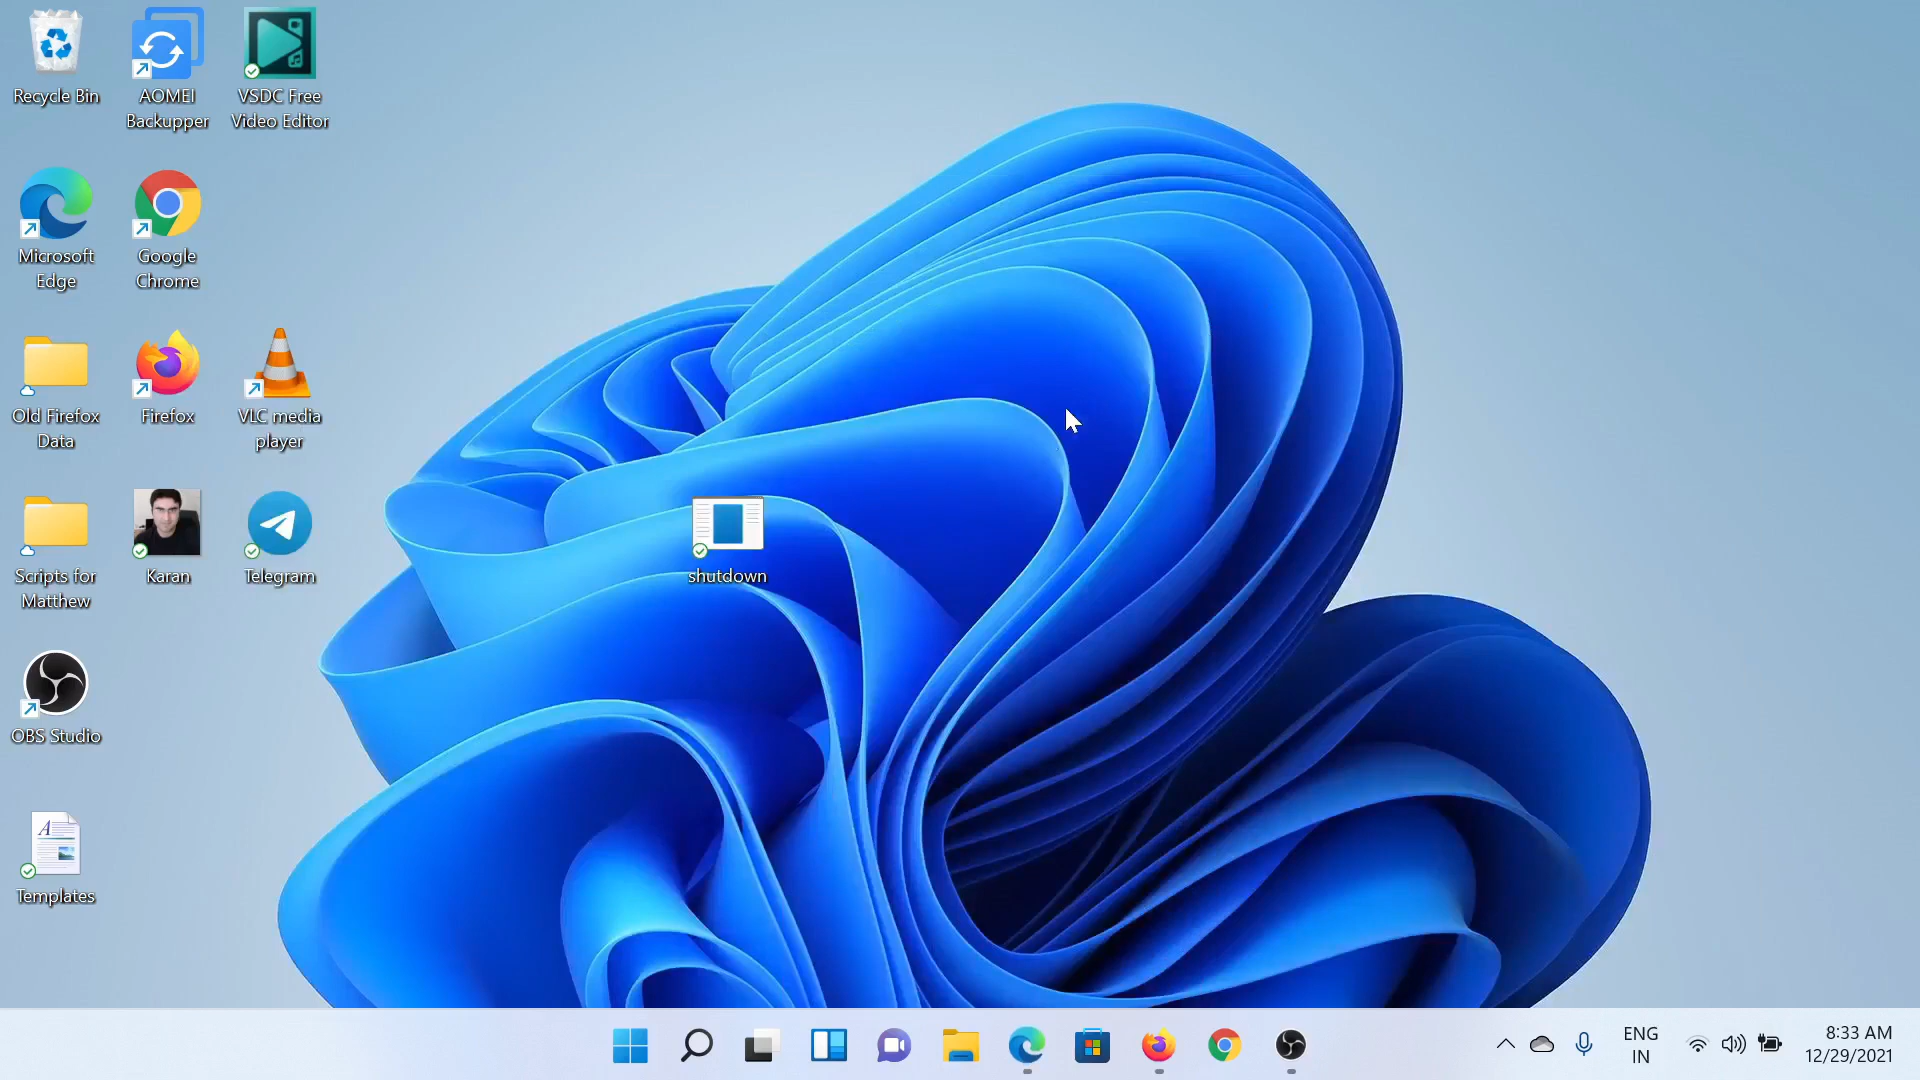 Recycle Bin
AOMEI
Backupper
VSDC Free
Video Editor
Microsoft
Edge
Google
Chrome
Old Firefox
Data
Firefox
VLC media
player
Scripts for
Matthew
Karan
Telegram
shutdown
OBS Studio
A
Templates
ENG
IN
8:33 AM
12/29/2021